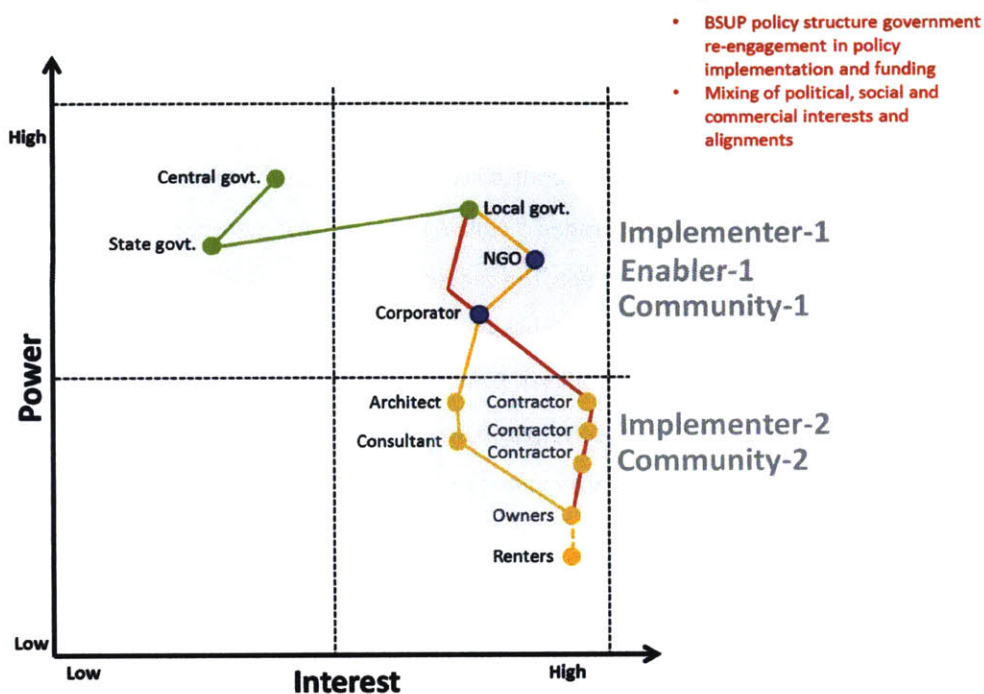 • BSUP policy structure government
re-engagement in policy
implementation and funding
• Mixing of political, social and
commercial interests and
alignments
High
Central govt.
Local govt.
State govt.
NGO
Implementer-1
Enabler-1
Community-1
Corporator
Power
Architect
Contractor
Consultant
Contractor
Contractor
Implementer-2
Community-2
Owners
Renters
Low
Low
High
Interest